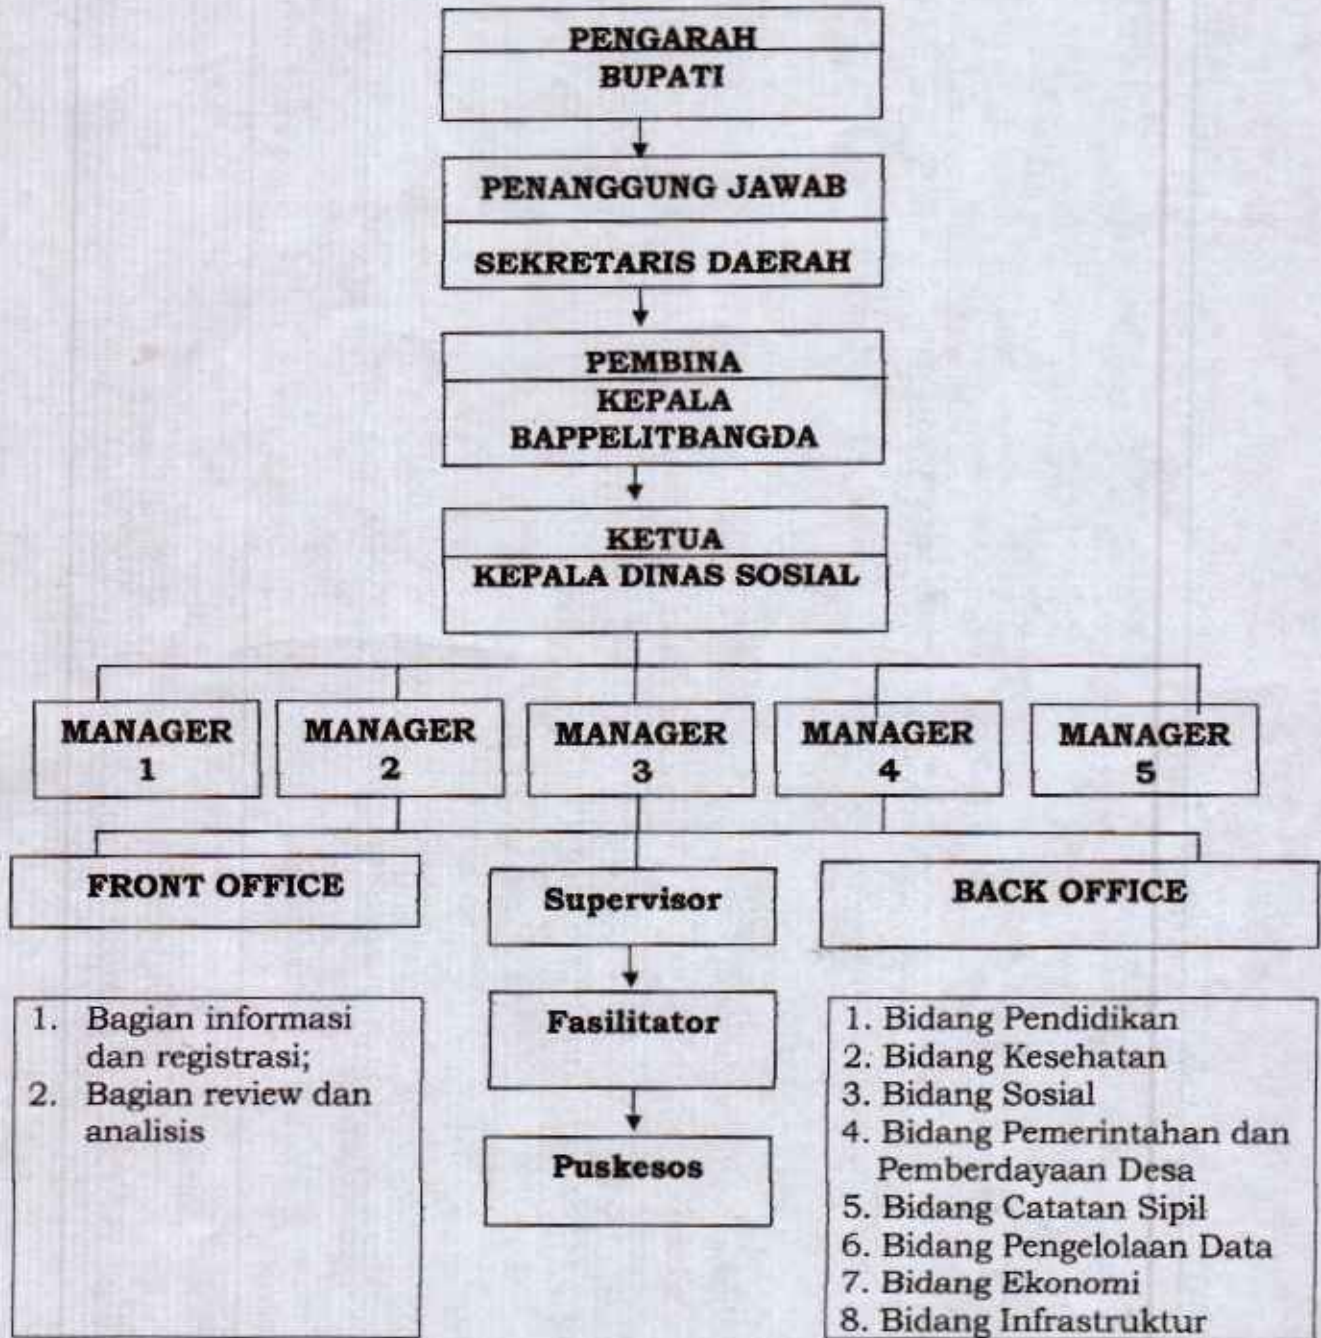 PENGARAH
BUPATI
PENANGGUNG JAWAB
SEKRETARIS DAERAH
PEMBINA
KEPALA
BAPPELITBANGDA
KETUA
KEPALA DINAS SOSIAL
MANAGER
1
MANAGER
2
MANAGER
3
MANAGER
4
MANAGER
5
FRONT OFFICE
Supervisor
BACK OFFICE
1. Bagian informasi
dan registrasi;
2. Bagian review dan
analisis
Fasilitator
Puskesos
1. Bidang Pendidikan
2. Bidang Kesehatan
3. Bidang Sosial
4. Bidang Pemerintahan dan
Pemberdayaan Desa
5. Bidang Catatan Sipil
6. Bidang Pengelolaan Data
7. Bidang Ekonomi
8. Bidang Infrastruktur